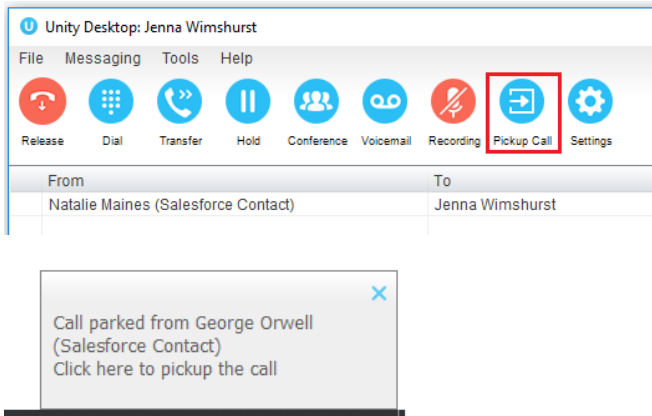 U Unity Desktop: Jenna Wimshurst
File Messaging Tools Help
Release Dial Transfer Hold Conference Voicemail Recording Pickup Call Settings
From To
Natalie Maines (Salesforce Contact) Jenna Wimshurst
Call parked from George Orwell
(Salesforce Contact)
Click here to pickup the call